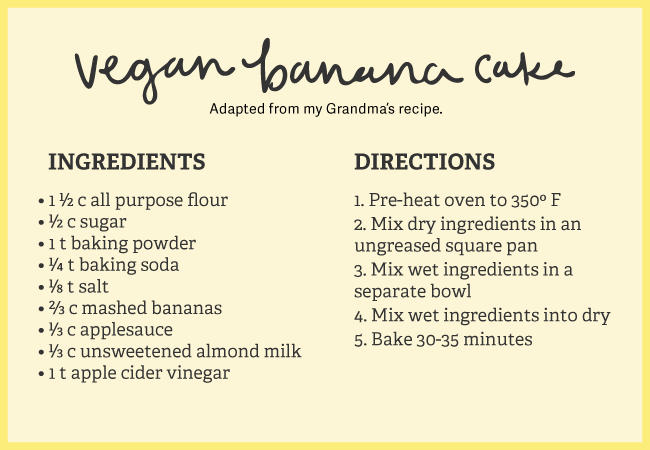 vegan banana cake
Adapted from my Grandma's recipe.
INGREDIENTS
• 1 ½ c all purpose flour
• ½ c sugar
• 1 t baking powder
• ¼ t baking soda
• ⅛ t salt
• ⅔ c mashed bananas
• ⅓ c applesauce
• ⅓ c unsweetened almond milk
• 1 t apple cider vinegar
DIRECTIONS
1. Pre-heat oven to 350º F
2. Mix dry ingredients in an
ungreased square pan
3. Mix wet ingredients in a
separate bowl
4. Mix wet ingredients into dry
5. Bake 30-35 minutes